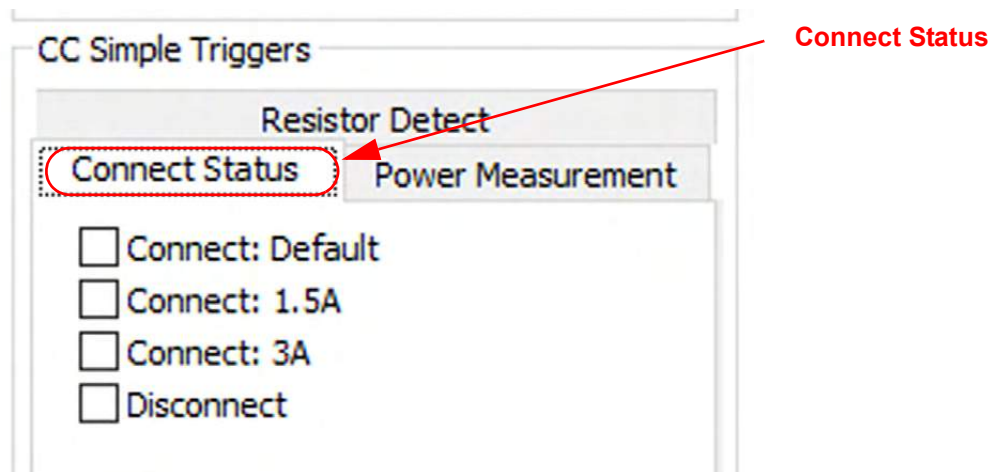 Connect Status
CC Simple Triggers
Resistor Detect
Connect Status
Power Measurement
Connect: Default
Connect: 1.5A
Connect: 3A
Disconnect